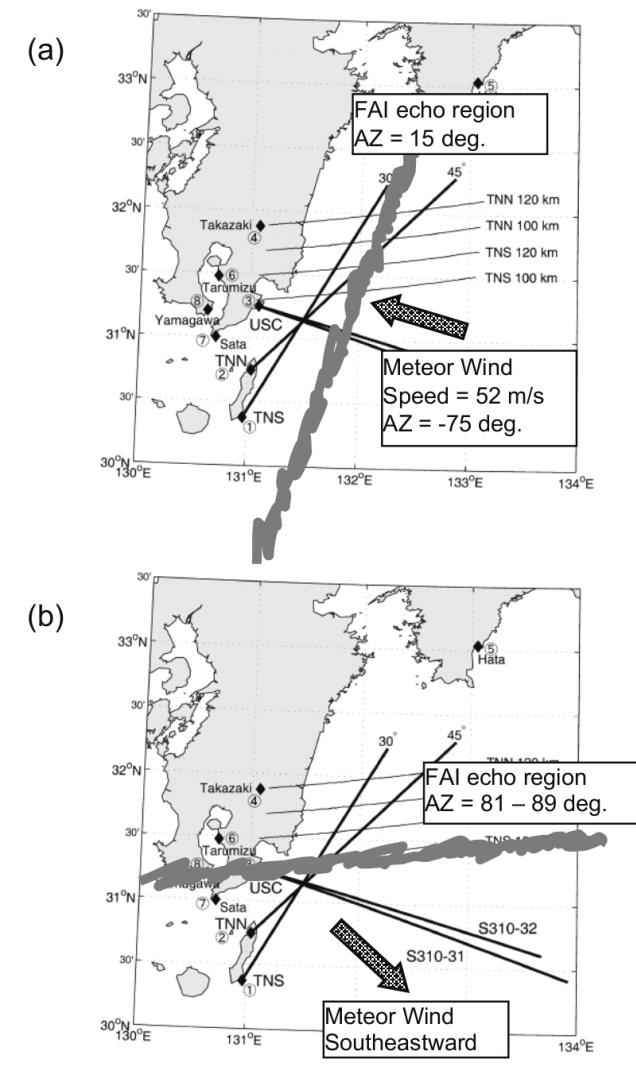 (a)
30'
33°N
30'
32°N
30'
31°N
30'
30°N
130°E
131°E
132°E
133°E
134°E
⑤
FAI echo region
AZ = 15 deg.
30
45°
TNN 120 km
TNN 100 km
TNS 120 km
TNS 100 km
Takazaki
④
⑥
Tarumizu
⑧
③
Yamagawa
USC
⑦
Sata
TNN
②
TNS
①
Meteor Wind
Speed = 52 m/s
AZ = -75 deg.
(b)
30'
33°N
30'
32°N
30'
31°N
30'
30°N
130°E
131°E
134°E
⑤
Hata
30°
45°
FAI echo region
AZ = 81 – 89 deg.
Takazaki
④
⑥
Tarumizu
⑧
USC
⑦
Sata
TNN
②
TNS
①
S310-32
S310-31
Meteor Wind
Southeastward